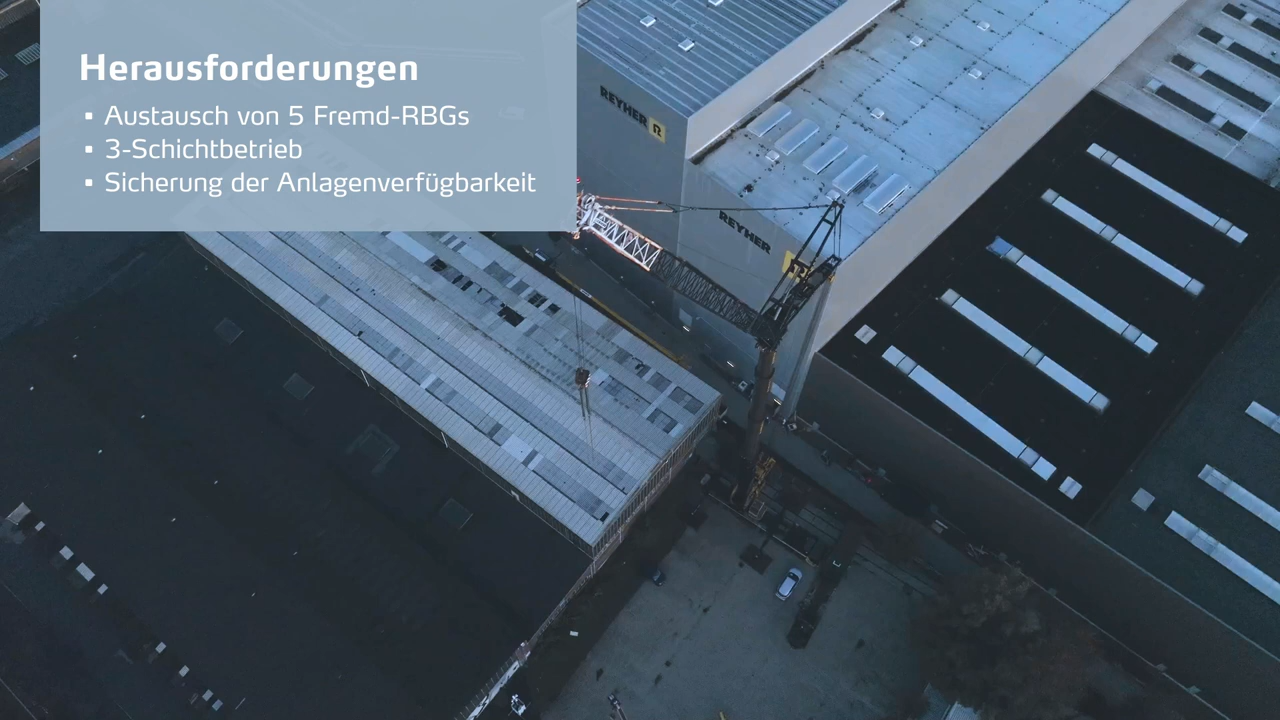 Herausforderungen
▪ Austausch von 5 Fremd-RBGs
▪ 3-Schichtbetrieb
▪ Sicherung der Anlagenverfügbarkeit
REYHER R
REYHER